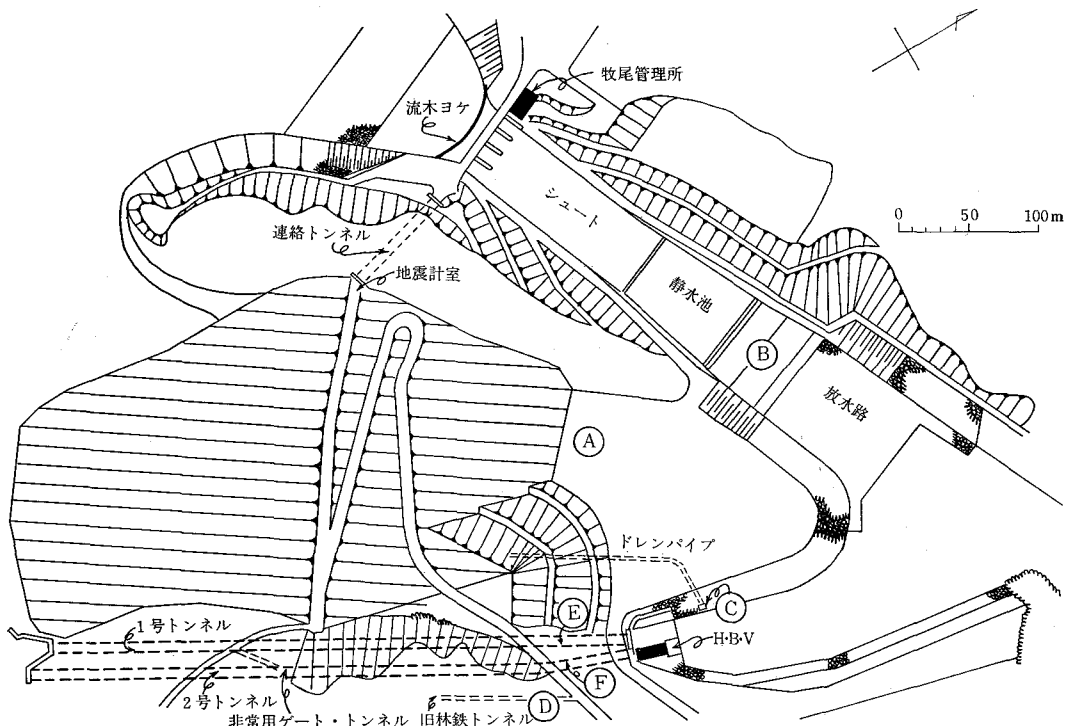 牧尾管理所
流木ヨケ
シュート
0 50 100m
連絡トンネル
地震計室
静水池
B
放水路
A
ドレンパイプ
E
C
1号トンネル
H·B·V
F
2号トンネル
D
非常用ゲート・トンネル 旧林鉄トンネル